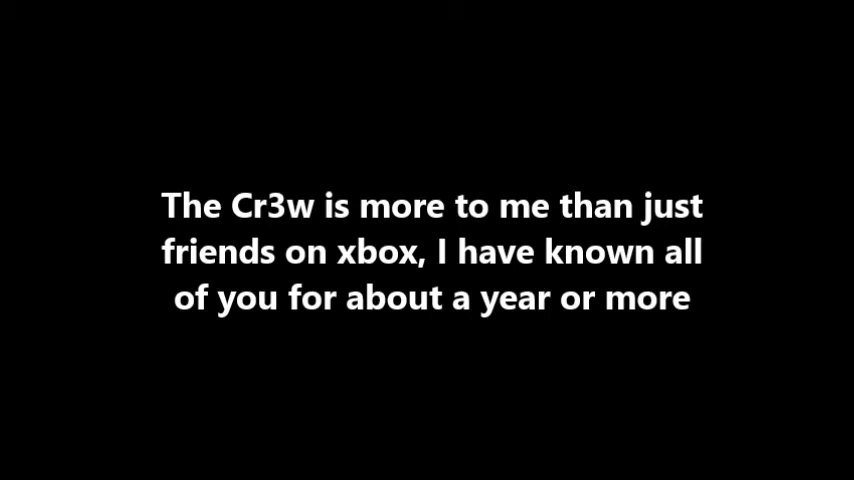 The Cr3w is more to me than just
friends on xbox, I have known all
of you for about a year or more